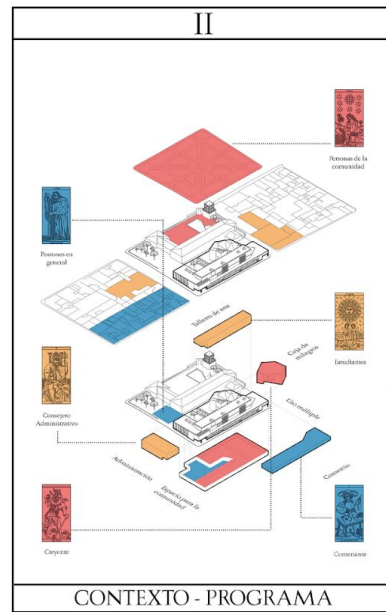 II
Personas de la
comunidad
Peatones en
general
Talleres de arte
Estudiantes
Caja de
milagros
Consejero
Administrativo
Uso múltiple
Administración
Espacio para la
comunidad
Comercio
Creyente
Comerciante
CONTEXTO - PROGRAMA